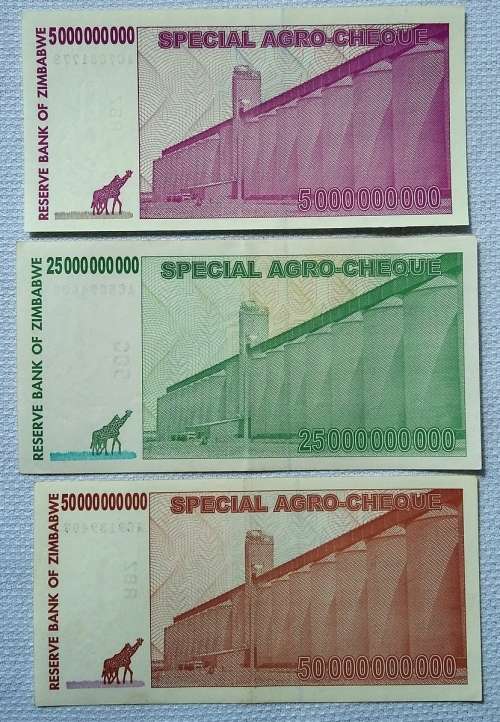 5000000000 SPECIAL AGRO-CHEQUE
RESERVE BANK OF ZIMBABWE
5000000000
25000000000 SPECIAL AGRO-CHEQUE
RESERVE BANK OF ZIMBABWE
25000000000
50000000000 SPECIAL AGRO-CHEQUE
RESERVE BANK OF ZIMBABWE
RBZ
50000000000